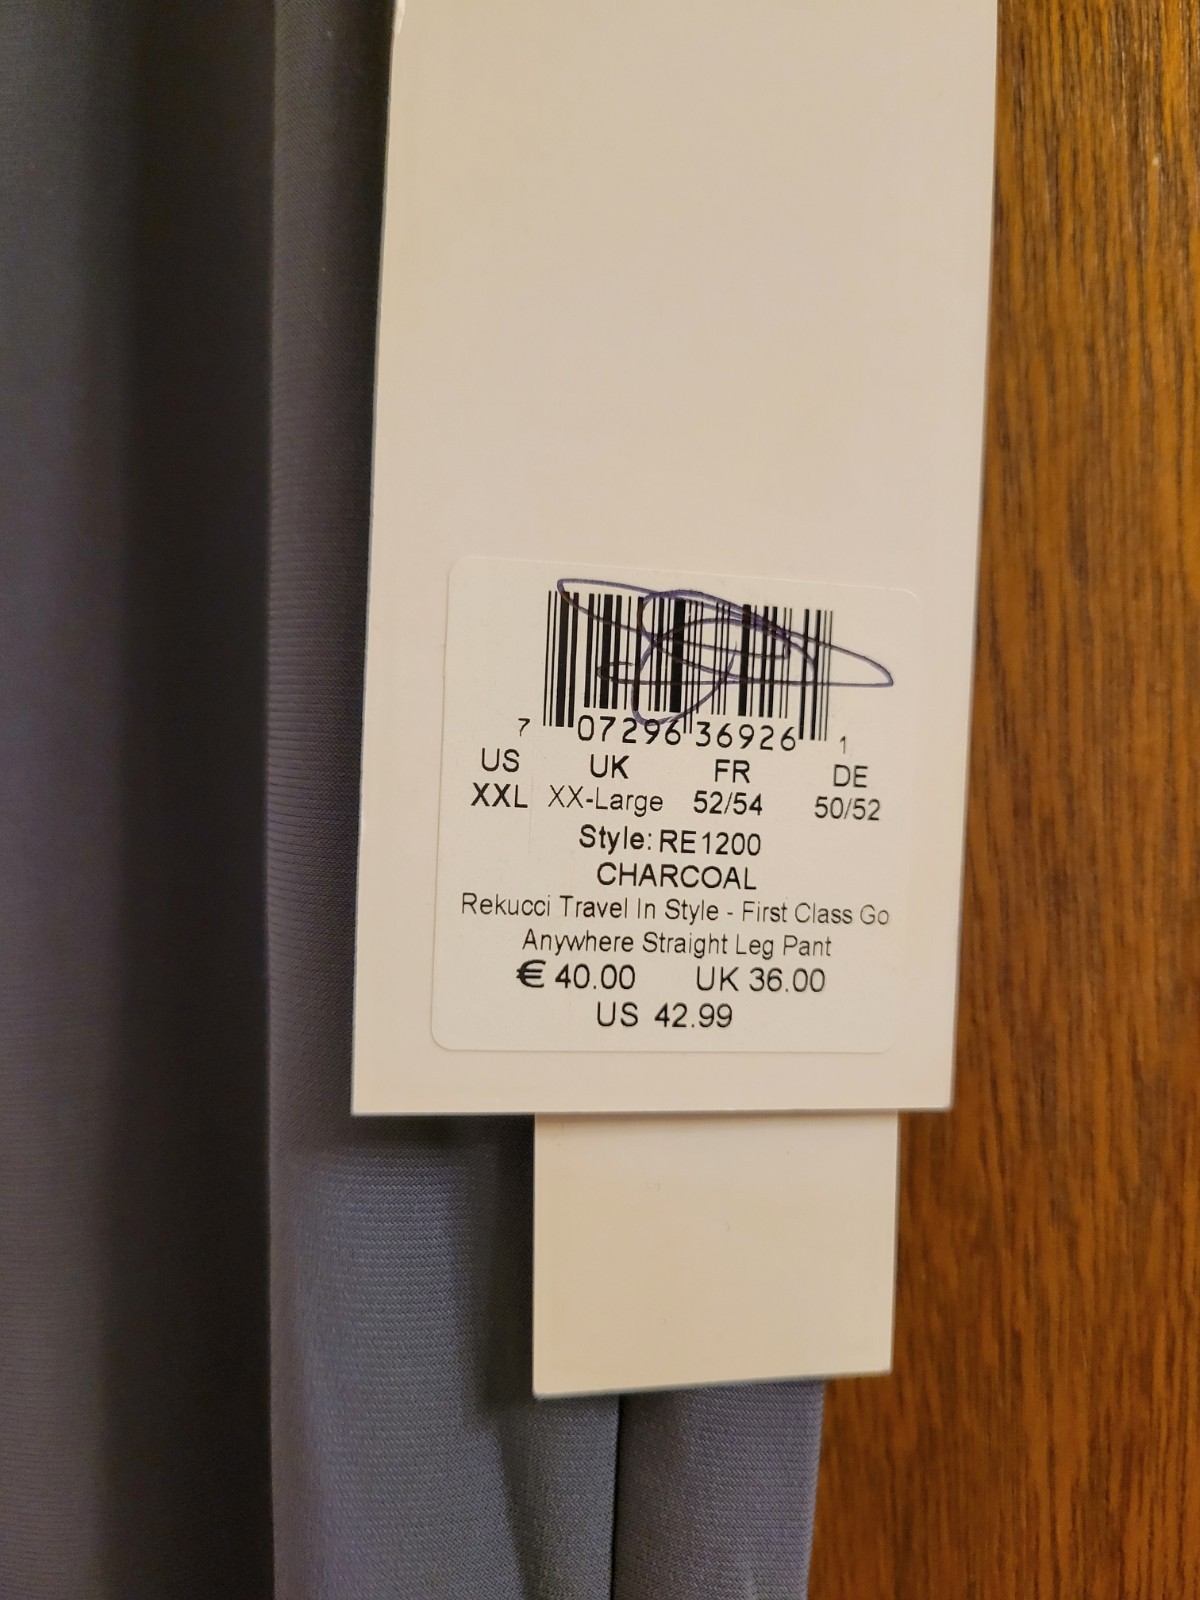 7 07296 36926 1
US UK FR DE
XXL XX-Large 52/54 50/52
Style: RE1200
CHARCOAL
Rekucci Travel In Style - First Class Go
Anywhere Straight Leg Pant
€ 40.00 UK 36.00
US 42.99